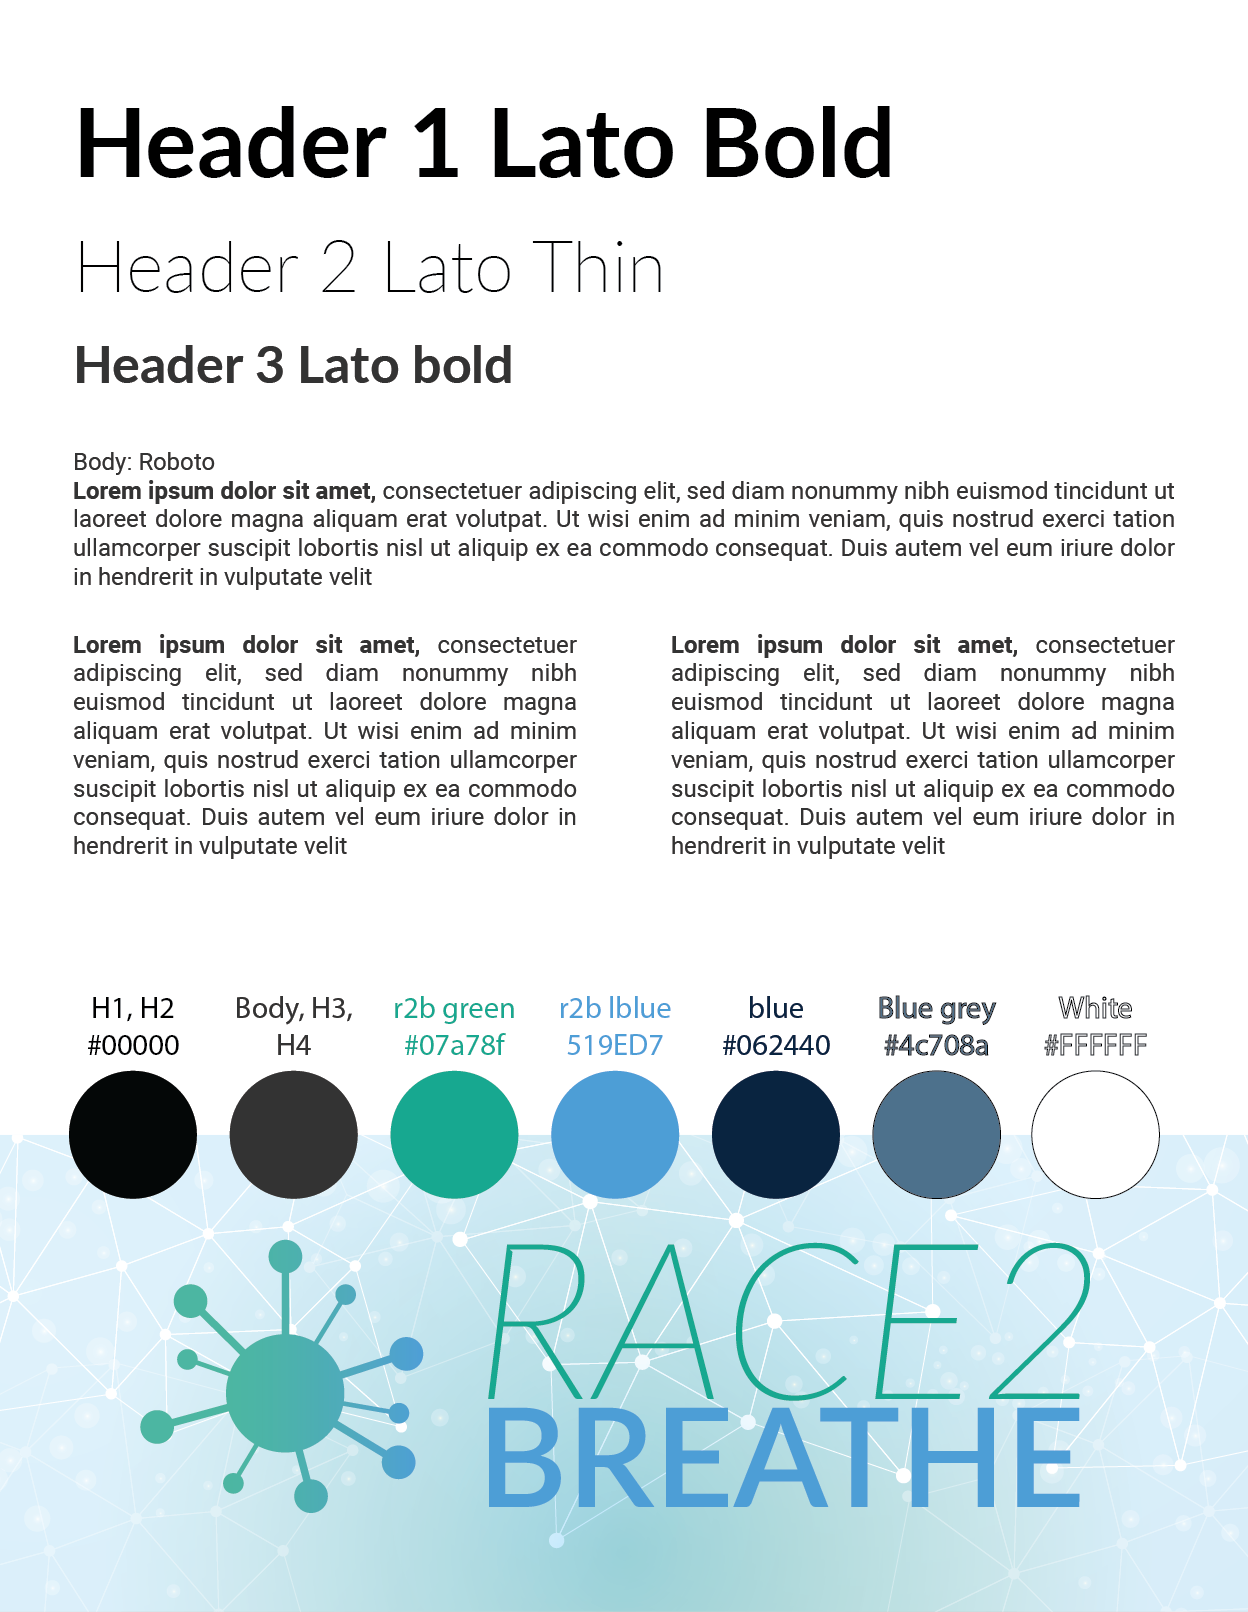 Header 1 Lato Bold
Header 2 Lato Thin
Header 3 Lato bold
Body: Roboto
Lorem ipsum dolor sit amet, consectetuer adipiscing elit, sed diam nonummy nibh euismod tincidunt ut
laoreet dolore magna aliquam erat volutpat. Ut wisi enim ad minim veniam, quis nostrud exerci tation
ullamcorper suscipit lobortis nisl ut aliquip ex ea commodo consequat. Duis autem vel eum iriure dolor
in hendrerit in vulputate velit
Lorem ipsum dolor sit amet, consectetuer
adipiscing elit, sed diam nonummy nibh
euismod tincidunt ut laoreet dolore magna
aliquam erat volutpat. Ut wisi enim ad minim
veniam, quis nostrud exerci tation ullamcorper
suscipit lobortis nisl ut aliquip ex ea commodo
consequat. Duis autem vel eum iriure dolor in
hendrerit in vulputate velit
Lorem ipsum dolor sit amet, consectetuer
adipiscing elit, sed diam nonummy nibh
euismod tincidunt ut laoreet dolore magna
aliquam erat volutpat. Ut wisi enim ad minim
veniam, quis nostrud exerci tation ullamcorper
suscipit lobortis nisl ut aliquip ex ea commodo
consequat. Duis autem vel eum iriure dolor in
hendrerit in vulputate velit
H1, H2
#00000
Body, H3,
H4
r2b green
#07a78f
r2b lblue
519ED7
blue
#062440
Blue grey
#4c708a
White
#FFFFFF
RACE2
BREATHE